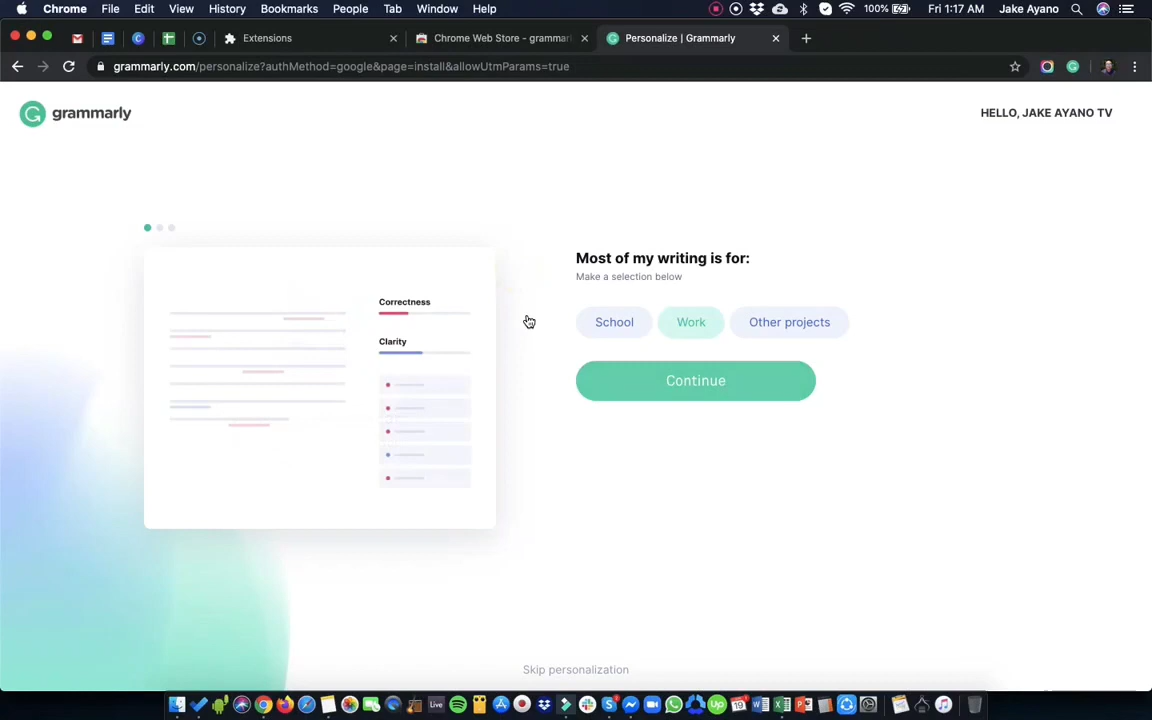 Chrome File Edit View History Bookmarks People Tab Window Help 100% Fri 1:17 AM Jake Ayano
Extensions Chrome Web Store - grammar Personalize | Grammarly
grammarly.com/personalize?authMethod=google&page=install&allowUtmParams=true
grammarly HELLO, JAKE AYANO TV
Most of my writing is for:
Make a selection below
School Work Other projects
Continue
Correctness
Clarity
Skip personalization